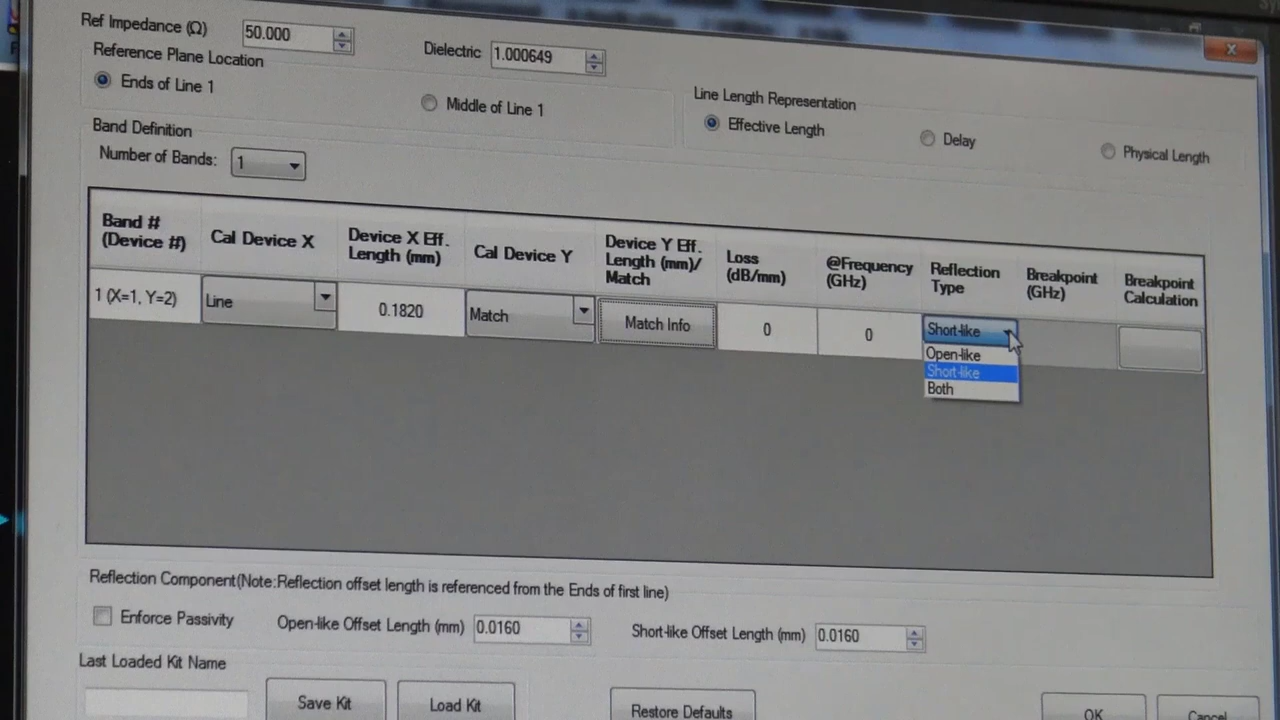 Ref Impedance (Ω) 50.000 Dielectric 1.000649
Reference Plane Location
Ends of Line 1 Middle of Line 1
Line Length Representation
Effective Length Delay Physical Length
Band Definition
Number of Bands: 1
Band # (Device #) Cal Device X Device X Eff. Length (mm) Cal Device Y Device Y Eff. Length (mm)/ Match Loss (dB/mm) @Frequency (GHz) Reflection Type Breakpoint (GHz) Breakpoint Calculation
1 (X=1, Y=2) Line 0.1820 Match Match Info 0 0 Short-like
Open-like
Short-like
Both
Reflection Component(Note:Reflection offset length is referenced from the Ends of first line)
Enforce Passivity Open-like Offset Length (mm) 0.0160 Short-like Offset Length (mm) 0.0160
Last Loaded Kit Name
Save Kit Load Kit Restore Defaults OK Cancel